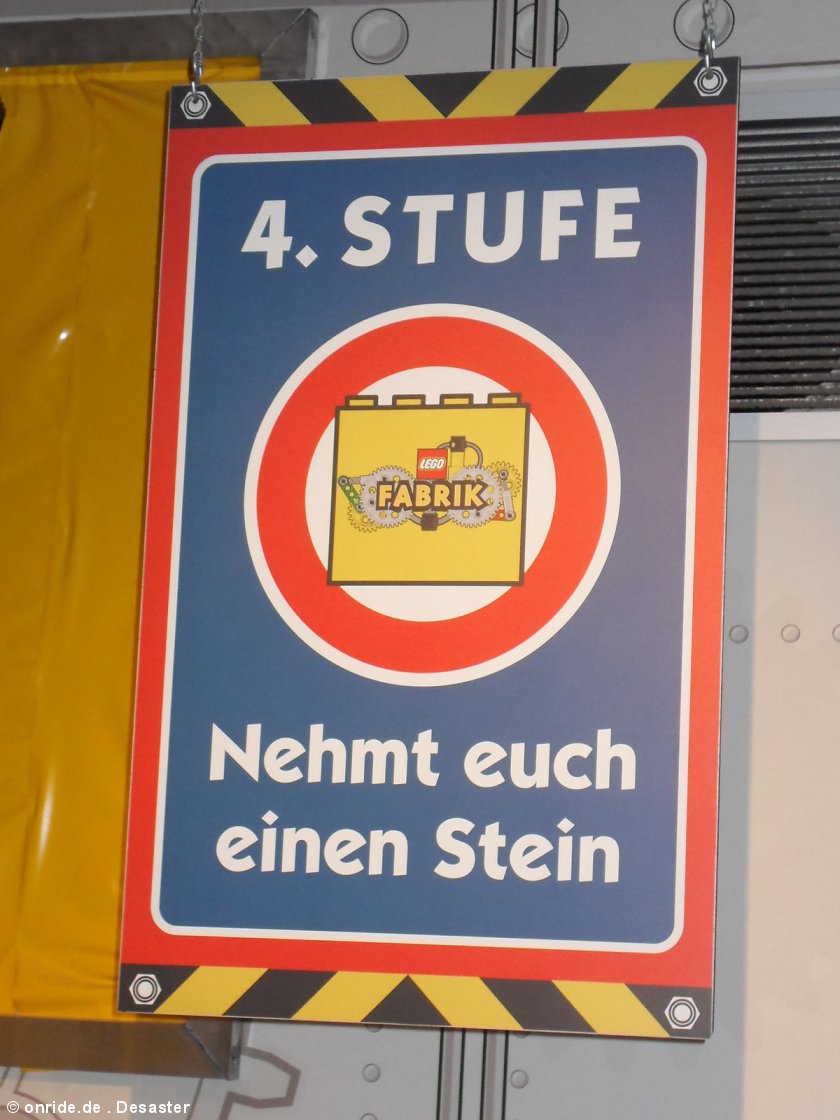 4. STUFE
LEGO
FABRIK
Nehmt euch
einen Stein
© onride.de . Desaster